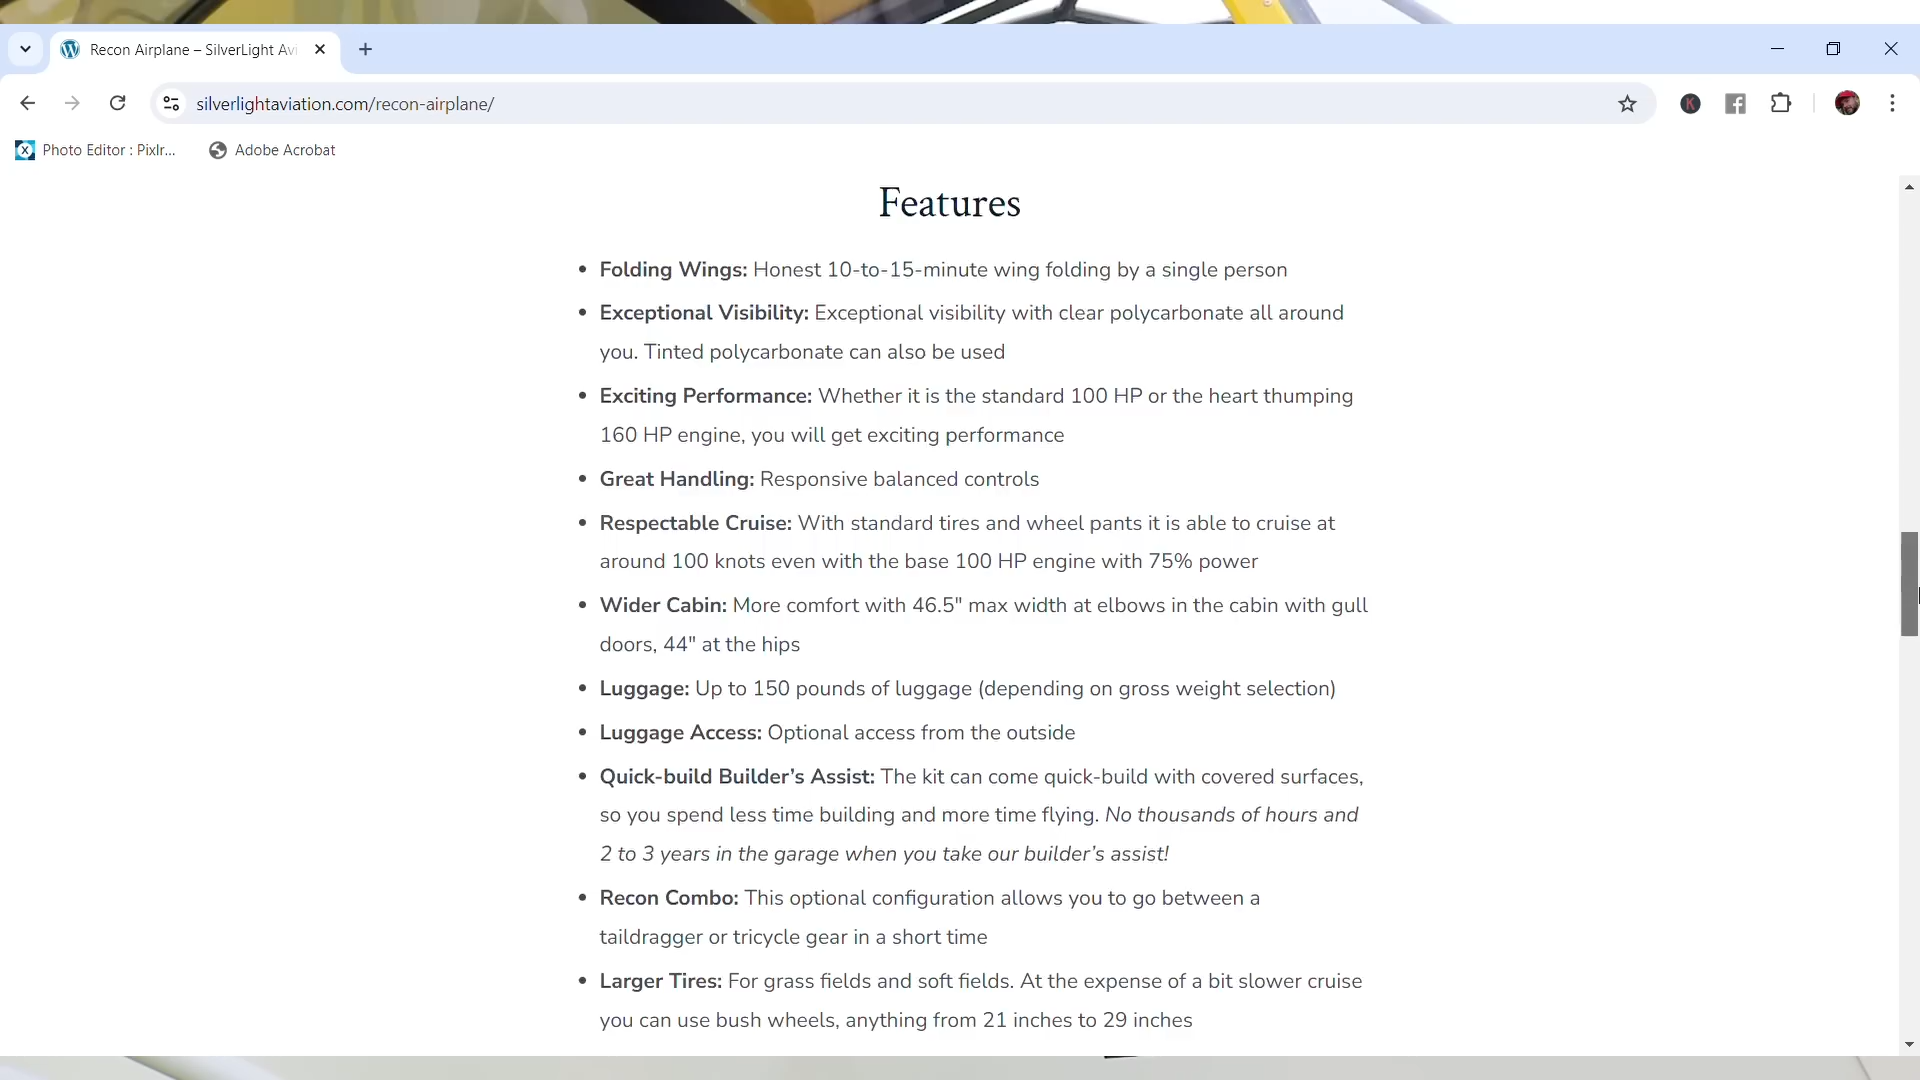 Recon Airplane – SilverLight Avi
silverlightaviation.com/recon-airplane/
Photo Editor : Pixlr...
Adobe Acrobat
Features
• Folding Wings: Honest 10-to-15-minute wing folding by a single person
• Exceptional Visibility: Exceptional visibility with clear polycarbonate all around
you. Tinted polycarbonate can also be used
• Exciting Performance: Whether it is the standard 100 HP or the heart thumping
160 HP engine, you will get exciting performance
• Great Handling: Responsive balanced controls
• Respectable Cruise: With standard tires and wheel pants it is able to cruise at
around 100 knots even with the base 100 HP engine with 75% power
• Wider Cabin: More comfort with 46.5" max width at elbows in the cabin with gull
doors, 44" at the hips
• Luggage: Up to 150 pounds of luggage (depending on gross weight selection)
• Luggage Access: Optional access from the outside
• Quick-build Builder’s Assist: The kit can come quick-build with covered surfaces,
so you spend less time building and more time flying. No thousands of hours and
2 to 3 years in the garage when you take our builder’s assist!
• Recon Combo: This optional configuration allows you to go between a
taildragger or tricycle gear in a short time
• Larger Tires: For grass fields and soft fields. At the expense of a bit slower cruise
you can use bush wheels, anything from 21 inches to 29 inches